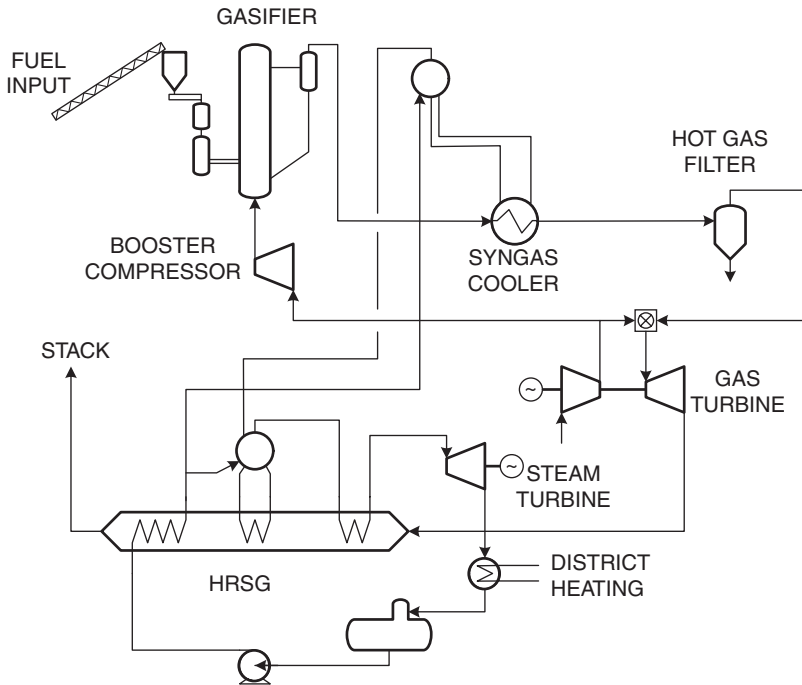 GASIFIER
FUEL
INPUT
HOT GAS
FILTER
BOOSTER
COMPRESSOR
SYNGAS
COOLER
STACK
GAS
TURBINE
~
~
STEAM
TURBINE
DISTRICT
HEATING
HRSG